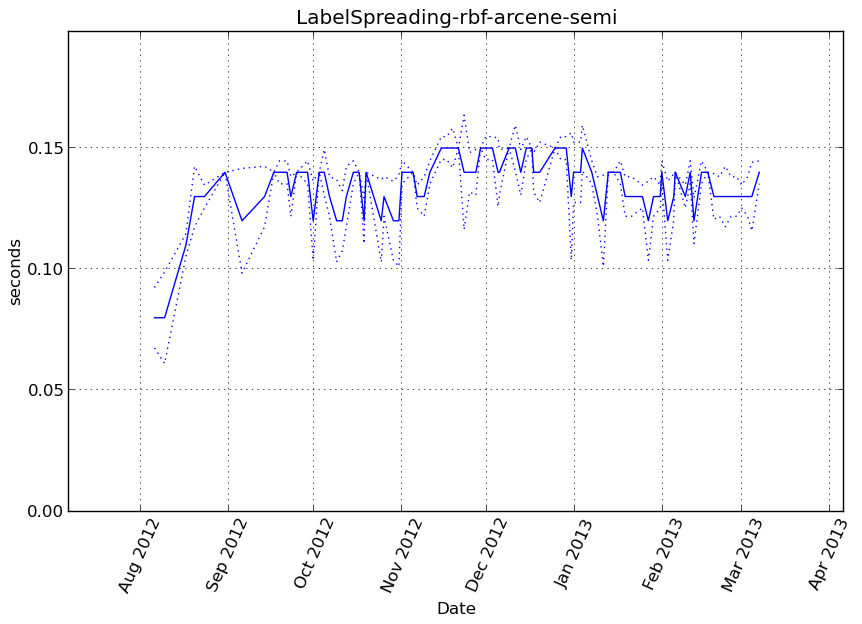 LabelSpreading-rbf-arcene-semi
seconds
0.15
0.10
0.05
0.00
Aug 2012
Sep 2012
Oct 2012
Nov 2012
Dec 2012
Jan 2013
Feb 2013
Mar 2013
Apr 2013
Date